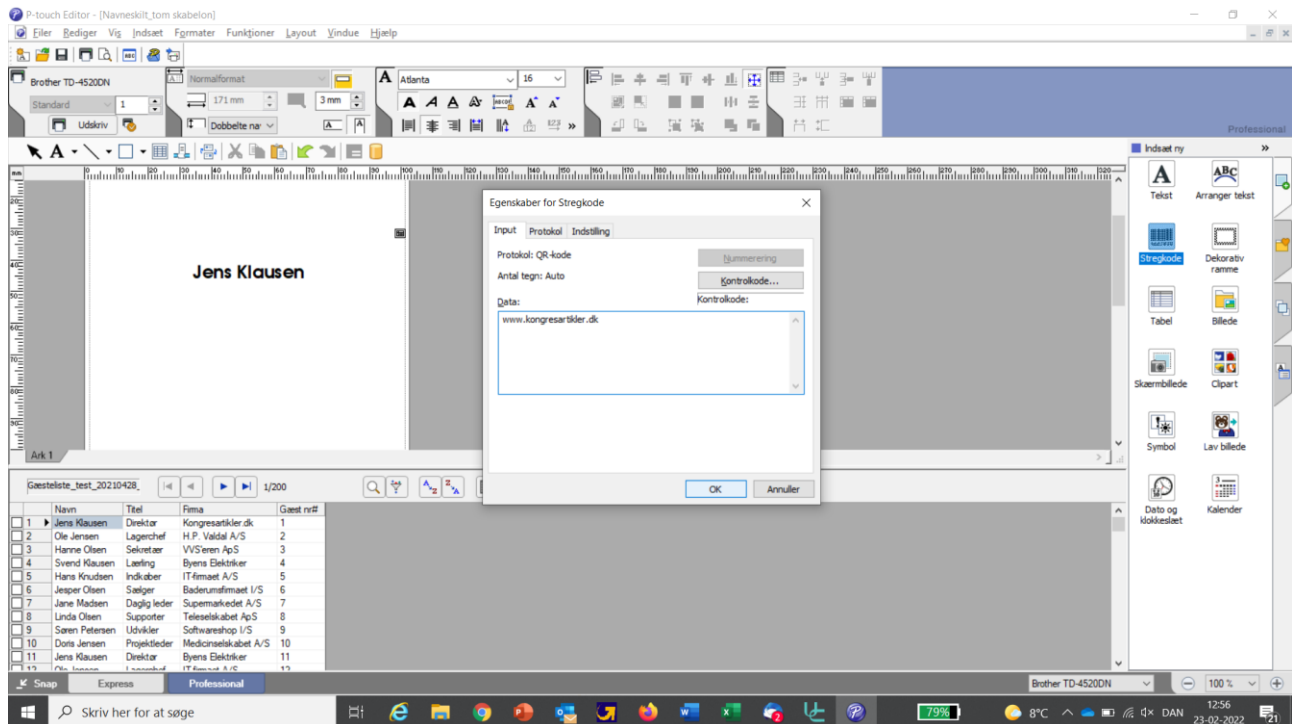 P-touch Editor - [Navneskilt_tom skabelon]
Filer Rediger Vis Indsæt Formater Funktioner Layout Vindue Hjælp
Brother TD-4520DN
Standard 1
Udskriv
Normalformat
171 mm 3 mm
Dobbelte nav
A Atlanta 16
Professional
Indsæt ny
Tekst Arranger tekst
Stregkode Dekorativ ramme
Tabel Billede
Skærmbillede Clipart
Symbol Lav billede
Dato og klokkeslæt Kalender
Jens Klausen
Ark 1
Egenskaber for Stregkode
Input Protokol Indstilling
Protokol: QR-kode Nummerering
Antal tegn: Auto Kontrolkode...
Data: Kontrolkode:
www.kongresartikler.dk
OK Annuller
Gæsteliste_test_20210428_ 1/200
Navn Titel Firma Gæst nr#
1 Jens Klausen Direktør Kongresartikler.dk 1
2 Ole Jensen Lagerchef H.P. Valdal A/S 2
3 Hanne Olsen Sekretær VVS'eren ApS 3
4 Svend Klausen Lærling Byens Elektriker 4
5 Hans Knudsen Indkøber IT-firmaet A/S 5
6 Jesper Olsen Sælger Baderumsfirmaet I/S 6
7 Jane Madsen Daglig leder Supermarkedet A/S 7
8 Linda Olsen Supporter Teleselskabet ApS 8
9 Søren Petersen Udvikler Softwareshop I/S 9
10 Doris Jensen Projektleder Medicinselskabet A/S 10
11 Jens Klausen Direktør Byens Elektriker 11
12 Ole Jensen Lagerchef IT-firmaet A/S 12
Snap Express Professional Brother TD-4520DN 100 %
Skriv her for at søge 79% 8°C DAN 12:56
23-02-2022 21